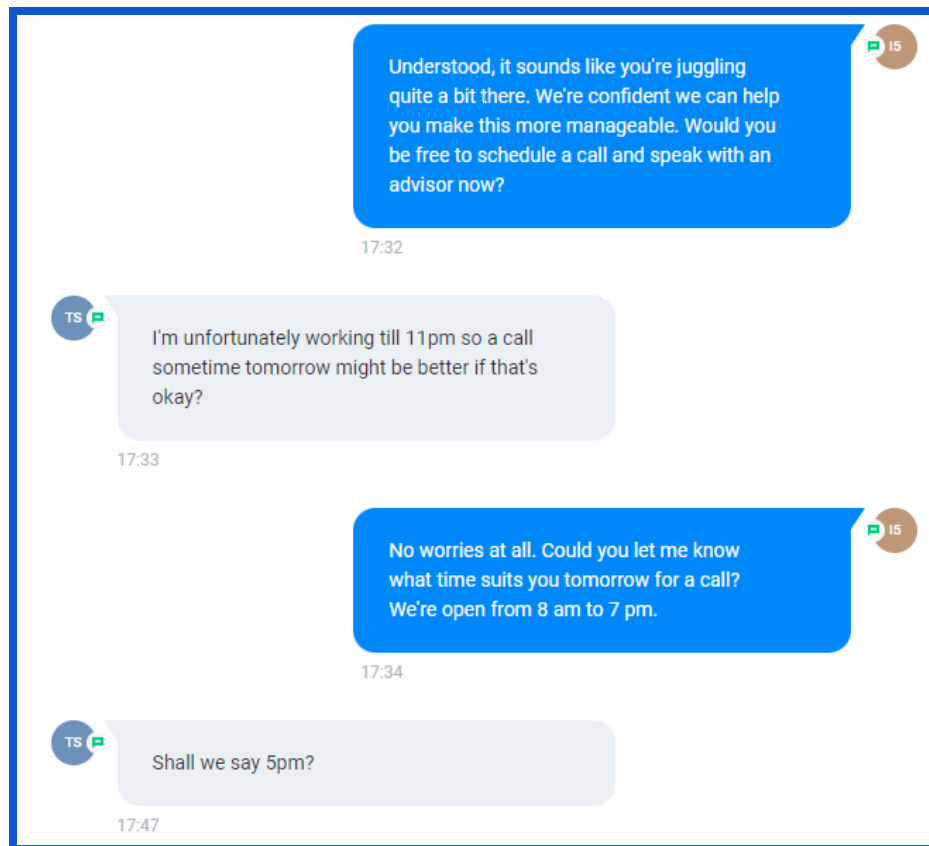 I5
Understood, it sounds like you're juggling
quite a bit there. We're confident we can help
you make this more manageable. Would you
be free to schedule a call and speak with an
advisor now?
17:32
TS
I'm unfortunately working till 11pm so a call
sometime tomorrow might be better if that's
okay?
17:33
I5
No worries at all. Could you let me know
what time suits you tomorrow for a call?
We're open from 8 am to 7 pm.
17:34
TS
Shall we say 5pm?
17:47